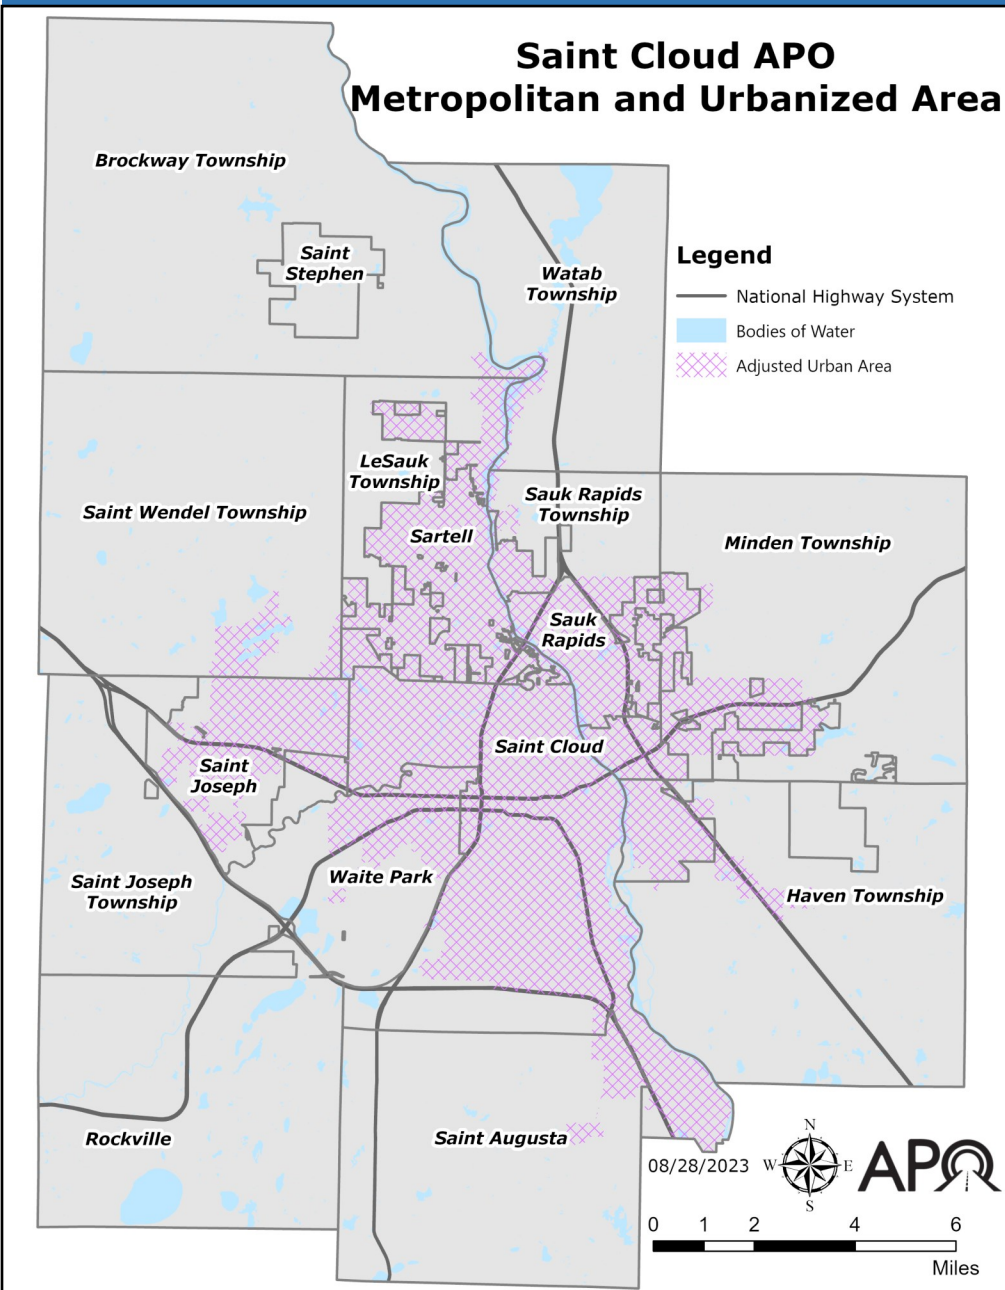 Saint Cloud APO
Metropolitan and Urbanized Area
Brockway Township
Saint
Stephen
Watab
Township
Legend
National Highway System
Bodies of Water
Adjusted Urban Area
LeSauk
Township
Saint Wendel Township
Sauk Rapids
Township
Sartell
Minden Township
Sauk
Rapids
Saint Cloud
Saint
Joseph
Waite Park
Saint Joseph
Township
Haven Township
Rockville
Saint Augusta
08/28/2023
N
W
E
S
APO
0 1 2 4 6
Miles